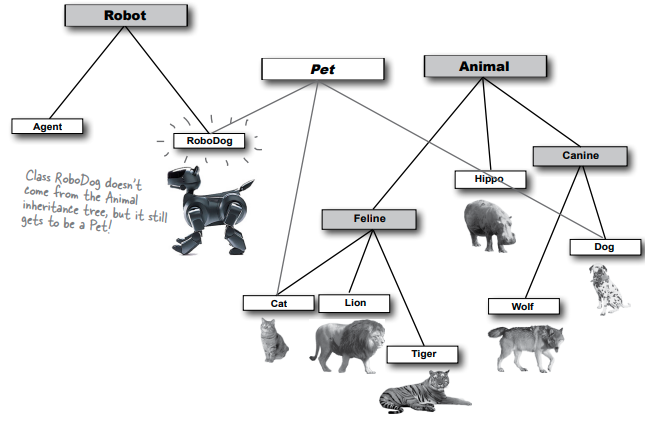 Robot
Pet
Animal
Agent
RoboDog
Canine
Class RoboDog doesn't
come from the Animal
inheritance tree, but it still
gets to be a Pet!
Hippo
Feline
Dog
Cat
Lion
Wolf
Tiger